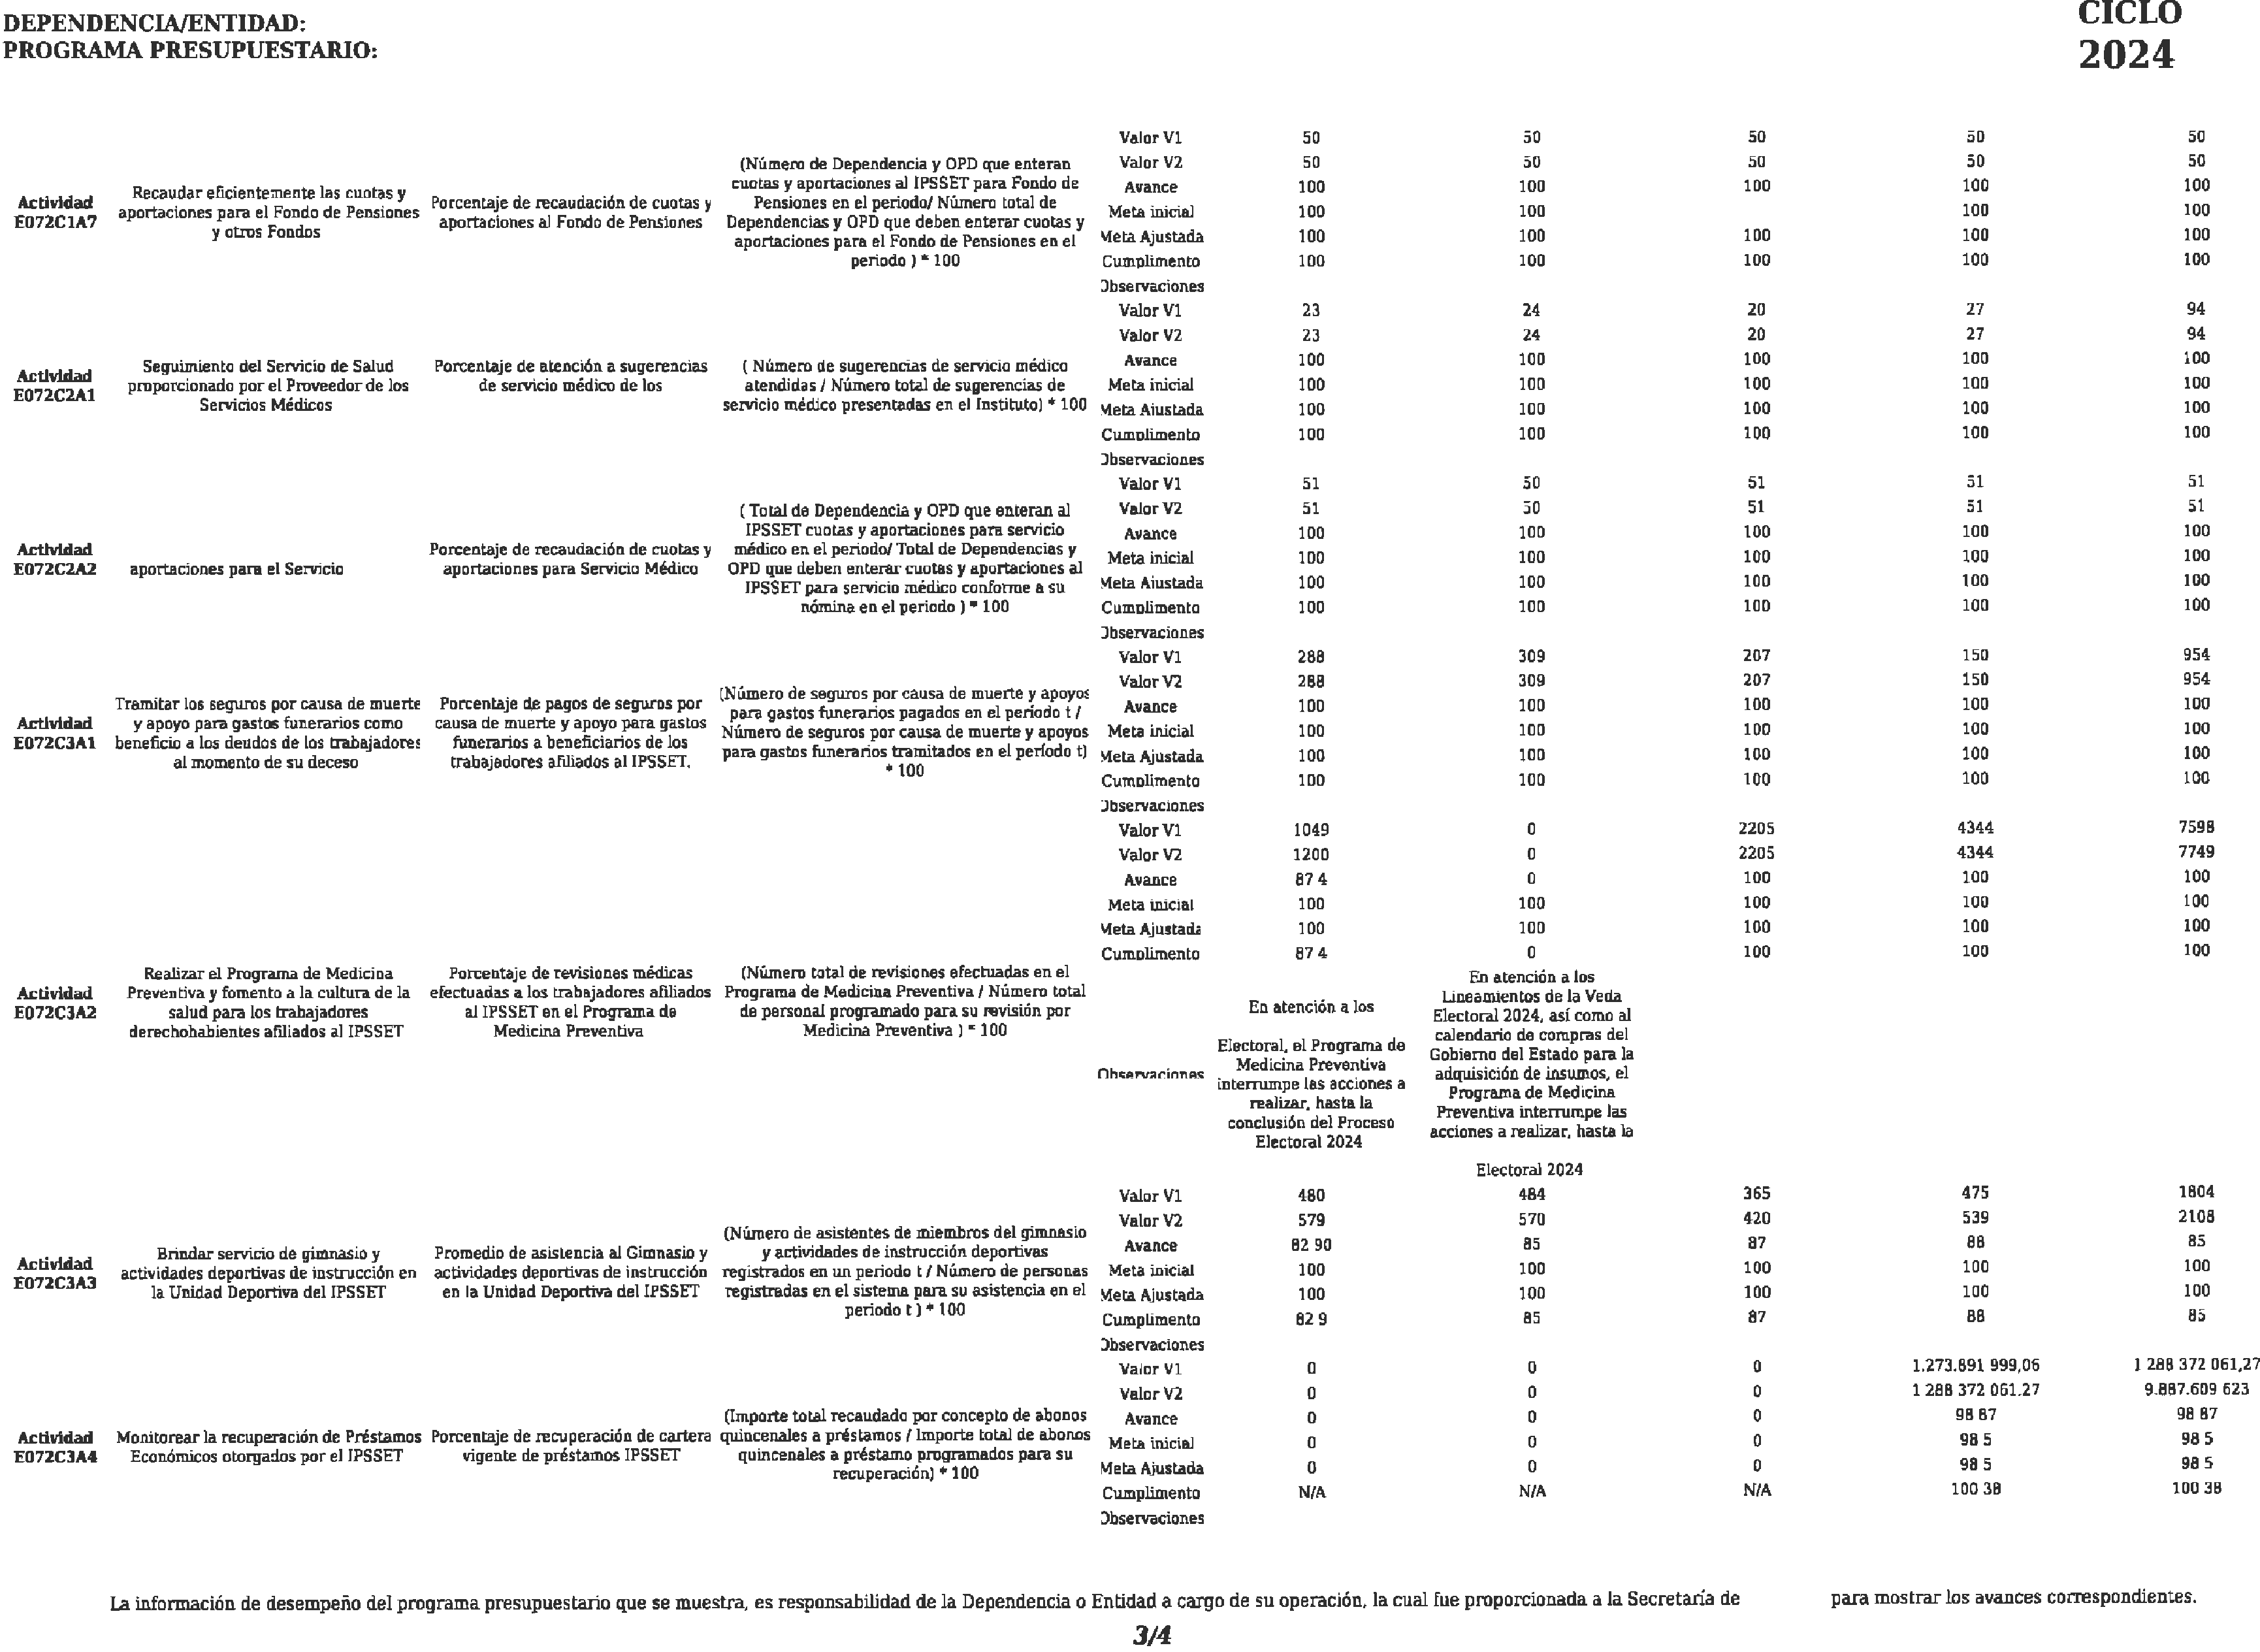 DEPENDENCIA/ENTIDAD:
PROGRAMA PRESUPUESTARIO:
CICLO
2024
Actividad
E072C1A7
Recaudar eficientemente las cuotas y
aportaciones para el Fondo de Pensiones
y otros Fondos
Porcentaje de recaudación de cuotas y
aportaciones al Fondo de Pensiones
(Número de Dependencia y OPD que enteran
cuotas y aportaciones al IPSSET para Fondo de
Pensiones en el periodo/ Número total de
Dependencias y OPD que deben enterar cuotas y
aportaciones para el Fondo de Pensiones en el
periodo ) * 100
Valor V1 50 50 50 50 50
Valor V2 50 50 50 50 50
Avance 100 100 100 100 100
Meta inicial 100 100 100 100
Meta Ajustada 100 100 100 100 100
Cumplimento 100 100 100 100 100
Observaciones
Actividad
E072C2A1
Seguimiento del Servicio de Salud
proporcionado por el Proveedor de los
Servicios Médicos
Porcentaje de atención a sugerencias
de servicio médico de los
( Número de sugerencias de servicio médico
atendidas / Número total de sugerencias de
servicio médico presentadas en el Instituto) * 100
Valor V1 23 24 20 27 94
Valor V2 23 24 20 27 94
Avance 100 100 100 100 100
Meta inicial 100 100 100 100 100
Meta Ajustada 100 100 100 100 100
Cumplimento 100 100 100 100 100
Observaciones
Actividad
E072C2A2
aportaciones para el Servicio
Porcentaje de recaudación de cuotas y
aportaciones para Servicio Médico
( Total de Dependencia y OPD que enteran al
IPSSET cuotas y aportaciones para servicio
médico en el periodo/ Total de Dependencias y
OPD que deben enterar cuotas y aportaciones al
IPSSET para servicio médico conforme a su
nómina en el periodo ) * 100
Valor V1 51 50 51 51 51
Valor V2 51 50 51 51 51
Avance 100 100 100 100 100
Meta inicial 100 100 100 100 100
Meta Ajustada 100 100 100 100 100
Cumplimento 100 100 100 100 100
Observaciones
Actividad
E072C3A1
Tramitar los seguros por causa de muerte
y apoyo para gastos funerarios como
beneficio a los deudos de los trabajadores
al momento de su deceso
Porcentaje de pagos de seguros por
causa de muerte y apoyo para gastos
funerarios a beneficiarios de los
trabajadores afiliados al IPSSET.
(Número de seguros por causa de muerte y apoyos
para gastos funerarios pagados en el período t /
Número de seguros por causa de muerte y apoyos
para gastos funerarios tramitados en el período t)
* 100
Valor V1 288 309 207 150 954
Valor V2 288 309 207 150 954
Avance 100 100 100 100 100
Meta inicial 100 100 100 100 100
Meta Ajustada 100 100 100 100 100
Cumplimento 100 100 100 100 100
Observaciones
Actividad
E072C3A2
Realizar el Programa de Medicina
Preventiva y fomento a la cultura de la
salud para los trabajadores
derechohabientes afiliados al IPSSET
Porcentaje de revisiones médicas
efectuadas a los trabajadores afiliados
al IPSSET en el Programa de
Medicina Preventiva
(Número total de revisiones efectuadas en el
Programa de Medicina Preventiva / Número total
de personal programado para su revisión por
Medicina Preventiva ) * 100
Valor V1 1049 0 2205 4344 7598
Valor V2 1200 0 2205 4344 7749
Avance 87 4 0 100 100 100
Meta inicial 100 100 100 100 100
Meta Ajustada 100 100 100 100 100
Cumplimento 87 4 0 100 100 100
Observaciones
En atención a los
Electoral, el Programa de
Medicina Preventiva
interrumpe las acciones a
realizar, hasta la
conclusión del Proceso
Electoral 2024
En atención a los
Lineamientos de la Veda
Electoral 2024, así como al
calendario de compras del
Gobierno del Estado para la
adquisición de insumos, el
Programa de Medicina
Preventiva interrumpe las
acciones a realizar, hasta la
Electoral 2024
Actividad
E072C3A3
Brindar servicio de gimnasio y
actividades deportivas de instrucción en
la Unidad Deportiva del IPSSET
Promedio de asistencia al Gimnasio y
actividades deportivas de instrucción
en la Unidad Deportiva del IPSSET
(Número de asistentes de miembros del gimnasio
y actividades de instrucción deportivas
registrados en un periodo t / Número de personas
registradas en el sistema para su asistencia en el
periodo t ) * 100
Valor V1 480 484 365 475 1804
Valor V2 579 570 420 539 2108
Avance 82 90 85 87 88 85
Meta inicial 100 100 100 100 100
Meta Ajustada 100 100 100 100 100
Cumplimento 82 9 85 87 88 85
Observaciones
Actividad
E072C3A4
Monitorear la recuperación de Préstamos
Económicos otorgados por el IPSSET
Porcentaje de recuperación de cartera
vigente de préstamos IPSSET
(Importe total recaudado por concepto de abonos
quincenales a préstamos / Importe total de abonos
quincenales a préstamo programados para su
recuperación) * 100
Valor V1 0 0 0 1.273.891 999,06 1 288 372 061,27
Valor V2 0 0 0 1 288 372 061.27 9.887.609 623
Avance 0 0 0 98 87 98 87
Meta inicial 0 0 0 98 5 98 5
Meta Ajustada 0 0 0 98 5 98 5
Cumplimento N/A N/A N/A 100 38 100 38
Observaciones
La información de desempeño del programa presupuestario que se muestra, es responsabilidad de la Dependencia o Entidad a cargo de su operación, la cual fue proporcionada a la Secretaría de para mostrar los avances correspondientes.
3/4